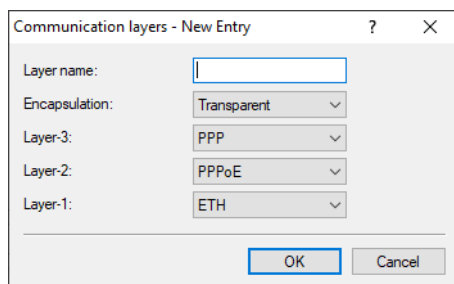 Communication layers - New Entry ?
Layer name:
Encapsulation: Transparent
Layer-3: PPP
Layer-2: PPPoE
Layer-1: ETH
OK Cancel